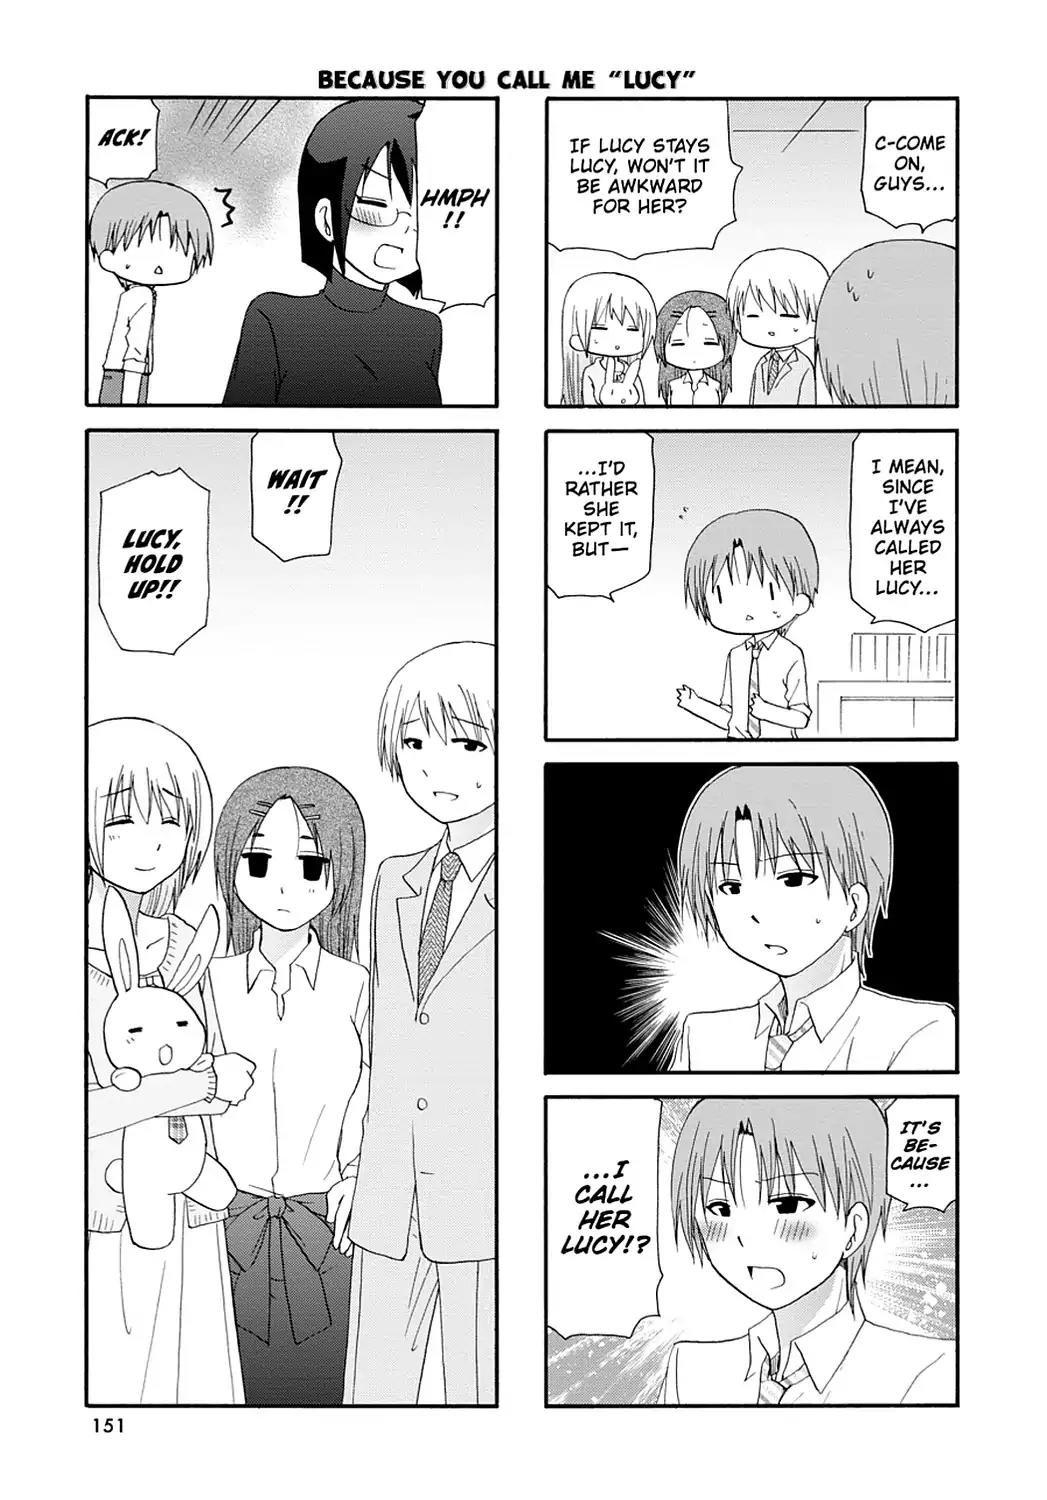 BECAUSE YOU CALL ME "LUCY"
C-COME
ON,
GUYS...
IF LUCY STAYS
LUCY, WON'T IT
BE AWKWARD
FOR HER?
I MEAN,
SINCE
I'VE
ALWAYS
CALLED
HER
LUCY...
...I'D
RATHER
SHE
KEPT IT,
BUT—
IT'S
BE-
CAUSE
...
...I
CALL
HER
LUCY!?
HMPH
!!
ACK!
WAIT
!!
LUCY,
HOLD
UP!!
151